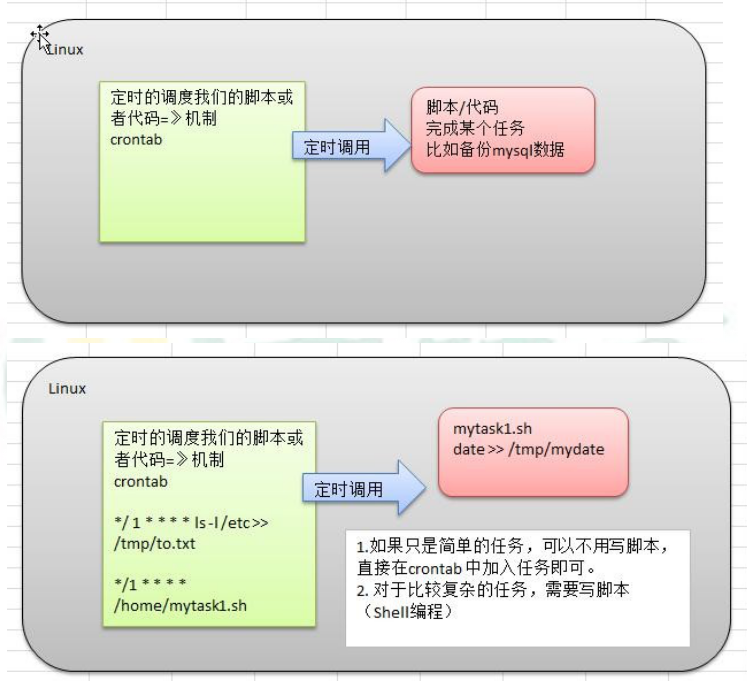 Linux
定时的调度我们的脚本或
者代码=》机制
crontab
定时调用
脚本/代码
完成某个任务
比如备份mysql数据
Linux
定时的调度我们的脚本或
者代码=》机制
crontab
*/ 1 * * * * ls -l /etc >>
/tmp/to.txt
*/1 * * * *
/home/mytask1.sh
定时调用
mytask1.sh
date >> /tmp/mydate
1.如果只是简单的任务，可以不用写脚本，
直接在crontab 中加入任务即可。
2. 对于比较复杂的任务，需要写脚本
（Shell编程）